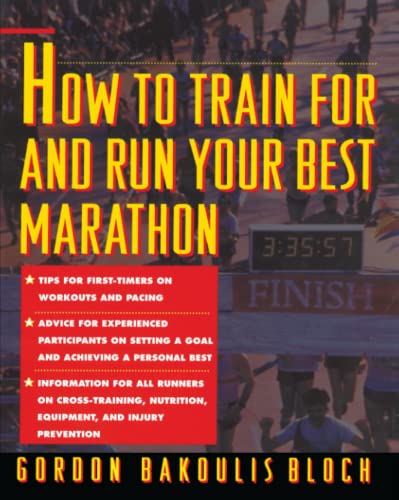 HOW TO TRAIN FOR
AND RUN YOUR BEST
MARATHON
3:35:57
FINISH
TIPS FOR FIRST-TIMERS ON
WORKOUTS AND PACING
ADVICE FOR EXPERIENCED
PARTICIPANTS ON SETTING A GOAL
AND ACHIEVING A PERSONAL BEST
INFORMATION FOR ALL RUNNERS
ON CROSS-TRAINING, NUTRITION,
EQUIPMENT, AND INJURY
PREVENTION
GORDON BAKOULIS BLOCH